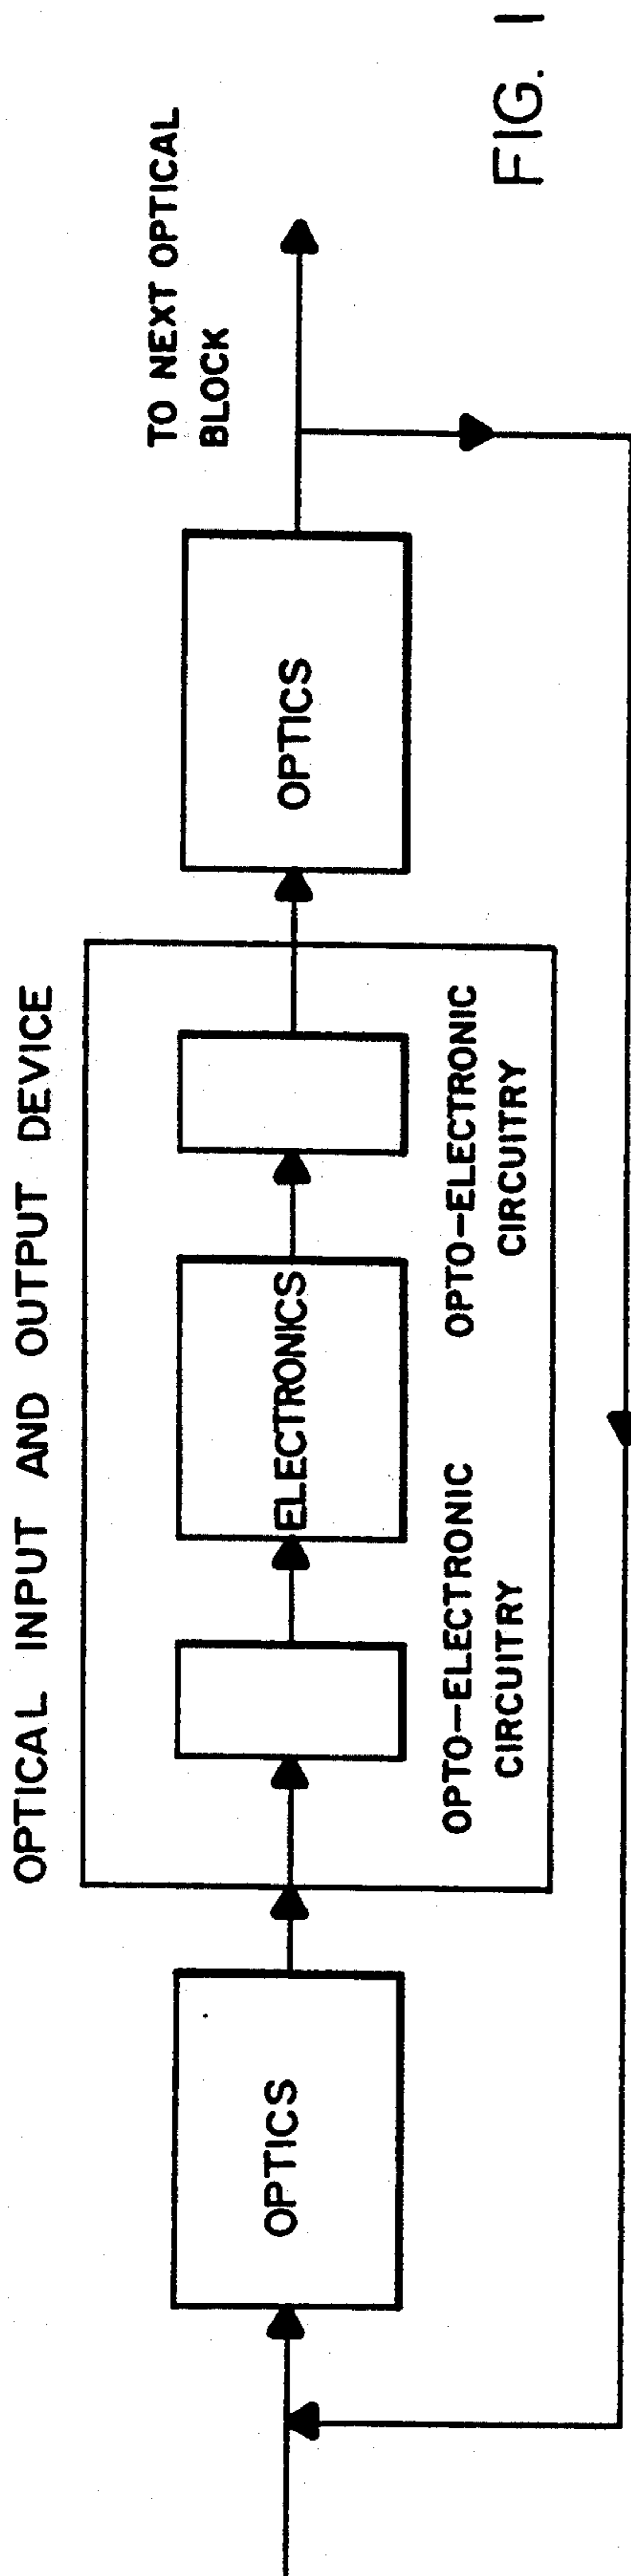 OPTICAL INPUT AND OUTPUT DEVICE
TO NEXT OPTICAL
BLOCK
OPTICS
ELECTRONICS
OPTICS
OPTO-ELECTRONIC
CIRCUITRY
OPTO-ELECTRONIC
CIRCUITRY
FIG. 1